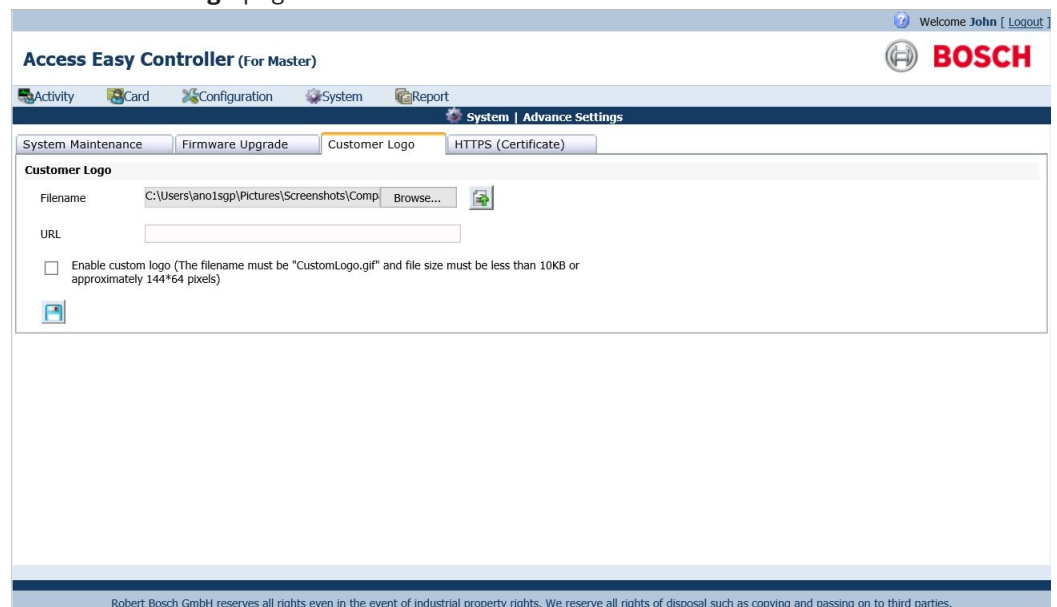 Welcome John [ Logout ]
Access Easy Controller (For Master)
BOSCH
Activity Card Configuration System Report
System | Advance Settings
System Maintenance Firmware Upgrade Customer Logo HTTPS (Certificate)
Customer Logo
Filename C:\Users\ano1sgp\Pictures\Screenshots\Comp Browse...
URL
Enable custom logo (The filename must be "CustomLogo.gif" and file size must be less than 10KB or
approximately 144*64 pixels)
Robert Bosch GmbH reserves all rights even in the event of industrial property rights. We reserve all rights of disposal such as copying and passing on to third parties.